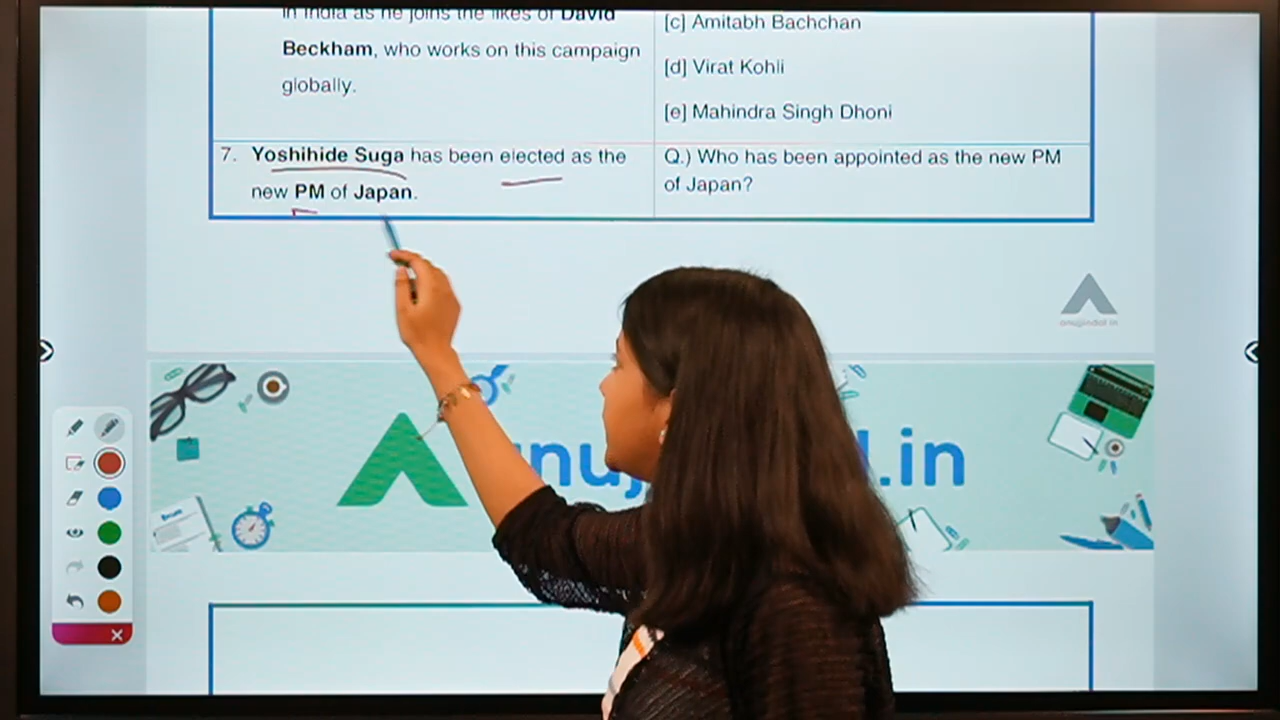 in India as he joins the likes of David
Beckham, who works on this campaign
globally.
[c] Amitabh Bachchan
[d] Virat Kohli
[e] Mahindra Singh Dhoni
7. Yoshihide Suga has been elected as the
new PM of Japan.
Q.) Who has been appointed as the new PM
of Japan?
anujjindal.in
.in